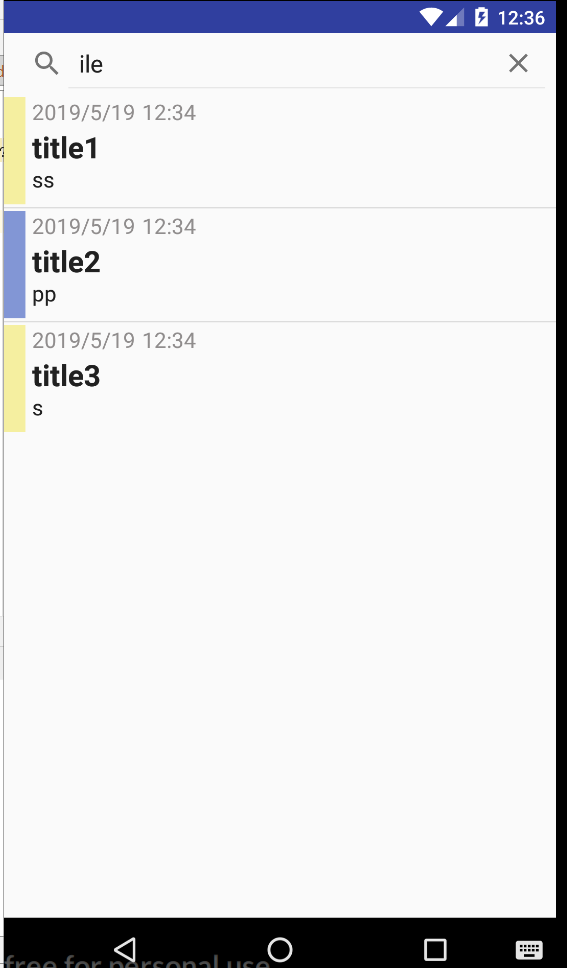 12:36
ile
2019/5/19 12:34
title1
ss
2019/5/19 12:34
title2
pp
2019/5/19 12:34
title3
s
free for personal use